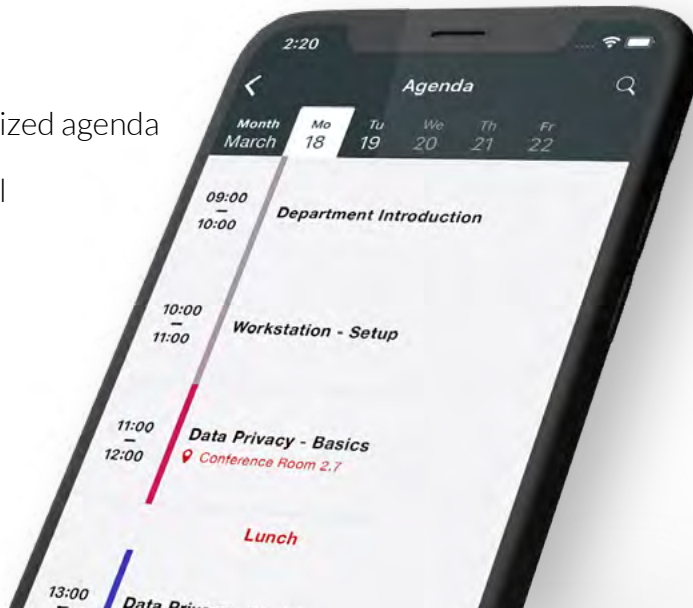 ized agenda
l
2:20
Agenda
Month Mo Tu We Th Fr
March 18 19 20 21 22
09:00
–
10:00
Department Introduction
10:00
–
11:00
Workstation - Setup
11:00
–
12:00
Data Privacy - Basics
Conference Room 2.7
Lunch
13:00
Data